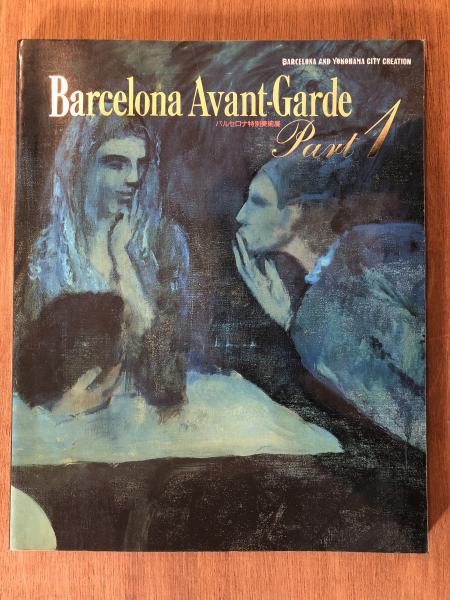 BARCELONA AND YOKOHAMA CITY CREATION
Barcelona Avant-Garde
バルセロナ特別美術展
Part 1